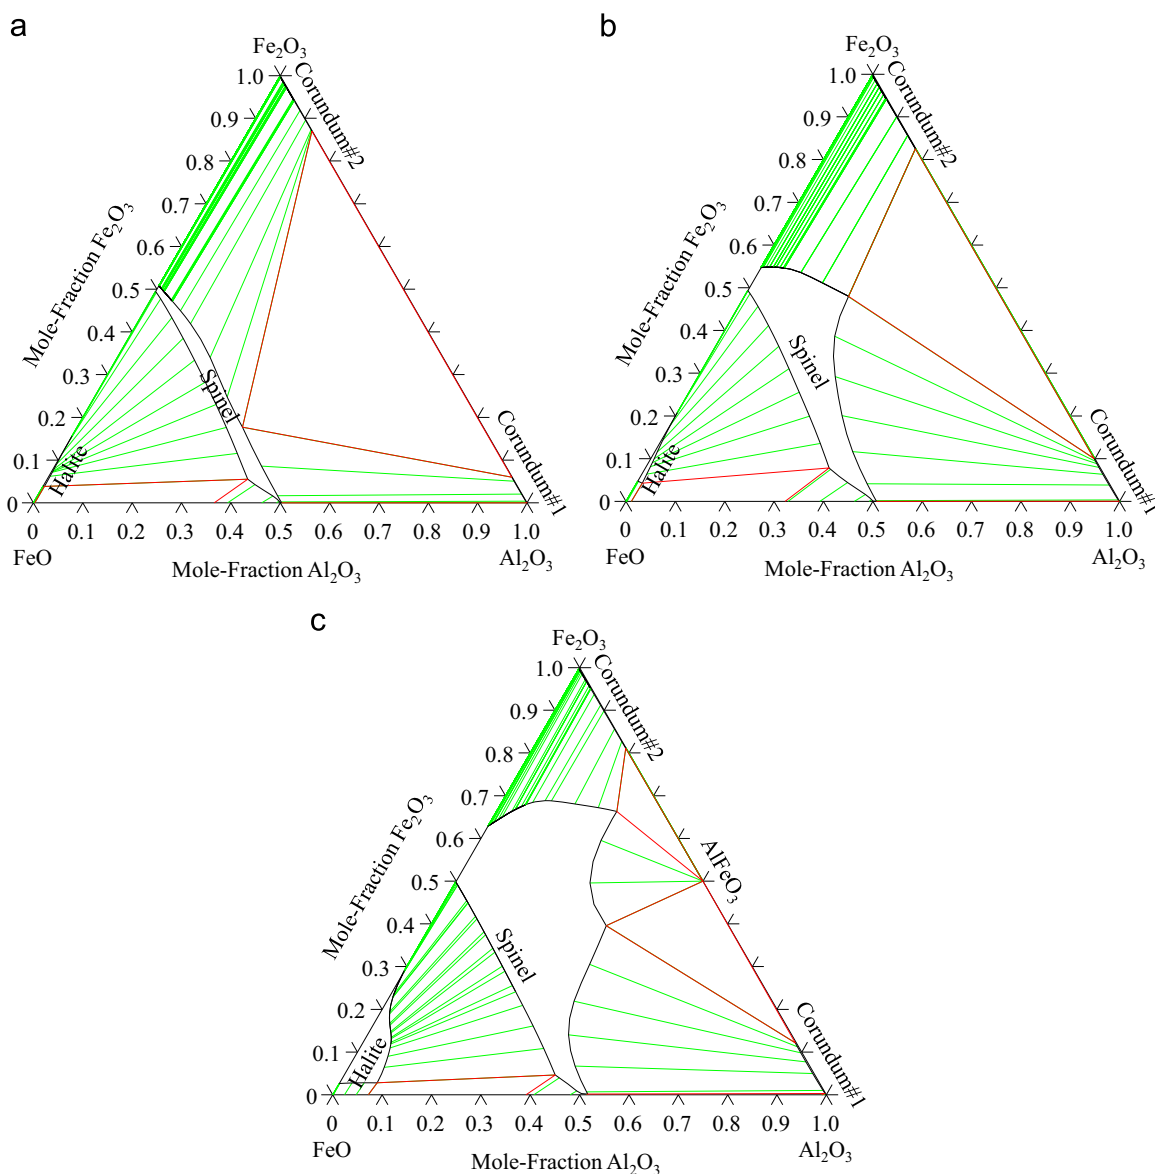 a
Fe2O3
1.0
Corundum#2
0.9
0.8
0.7
Mole-Fraction Fe2O3
0.6
0.5
0.4
0.3
Spinel
0.2
0.1
Halite
Corundum#1
0
0 0.1 0.2 0.3 0.4 0.5 0.6 0.7 0.8 0.9 1.0
FeO Al2O3
Mole-Fraction Al2O3
b
Fe2O3
1.0
Corundum#2
0.9
0.8
0.7
Mole-Fraction Fe2O3
0.6
0.5
0.4
Spinel
0.3
0.2
0.1
Halite
Corundum#1
0
0 0.1 0.2 0.3 0.4 0.5 0.6 0.7 0.8 0.9 1.0
FeO Al2O3
Mole-Fraction Al2O3
c
Fe2O3
1.0
Corundum#2
0.9
0.8
0.7
Mole-Fraction Fe2O3
0.6
AlFeO3
0.5
0.4
Spinel
0.3
0.2
0.1
Halite
Corundum#1
0
0 0.1 0.2 0.3 0.4 0.5 0.6 0.7 0.8 0.9 1.0
FeO Al2O3
Mole-Fraction Al2O3